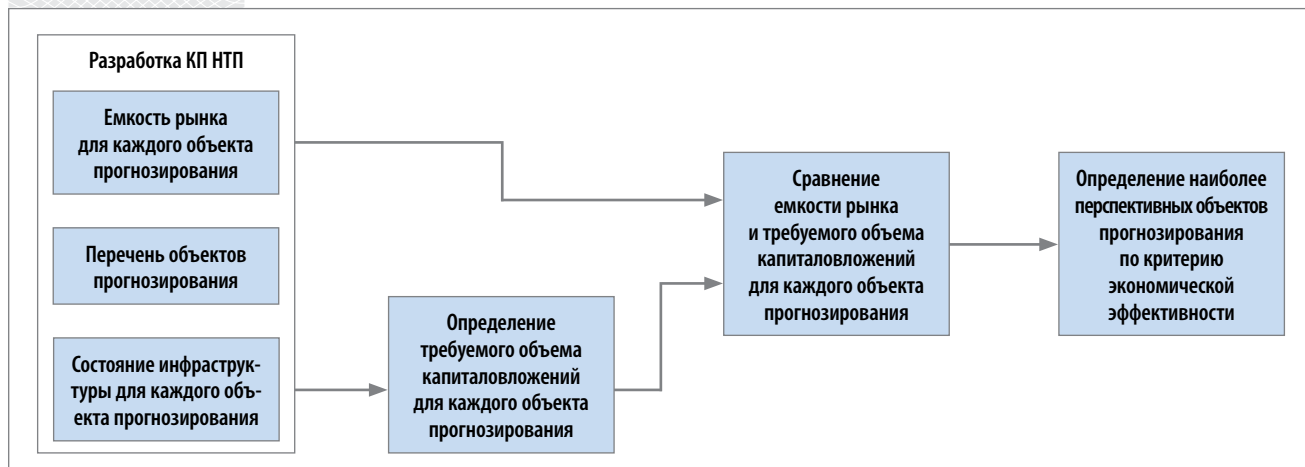 Разработка КП НТП
Емкость рынка
для каждого объекта
прогнозирования
Перечень объектов
прогнозирования
Состояние инфраструк-
туры для каждого объ-
екта прогнозирования
Определение
требуемого объема
капиталовложений
для каждого объекта
прогнозирования
Сравнение
емкости рынка
и требуемого объема
капиталовложений
для каждого объекта
прогнозирования
Определение наиболее
перспективных объектов
прогнозирования
по критерию
экономической
эффективности